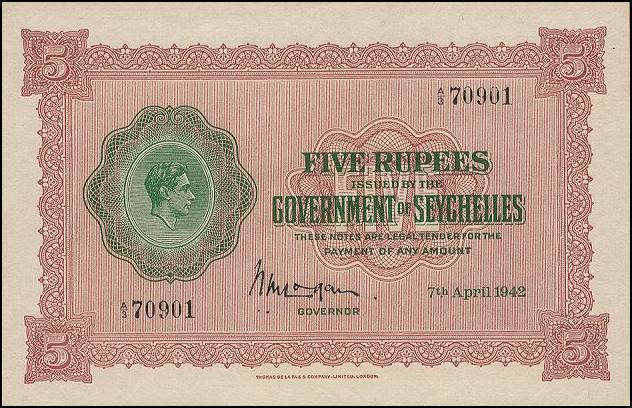 5 5
A/3 70901
FIVE RUPEES
ISSUED BY THE
GOVERNMENT OF SEYCHELLES
THESE NOTES ARE LEGAL TENDER FOR THE
PAYMENT OF ANY AMOUNT
A/3 70901
7th April 1942
GOVERNOR
5 5
THOMAS DE LA RUE & COMPANY, LIMITED, LONDON.